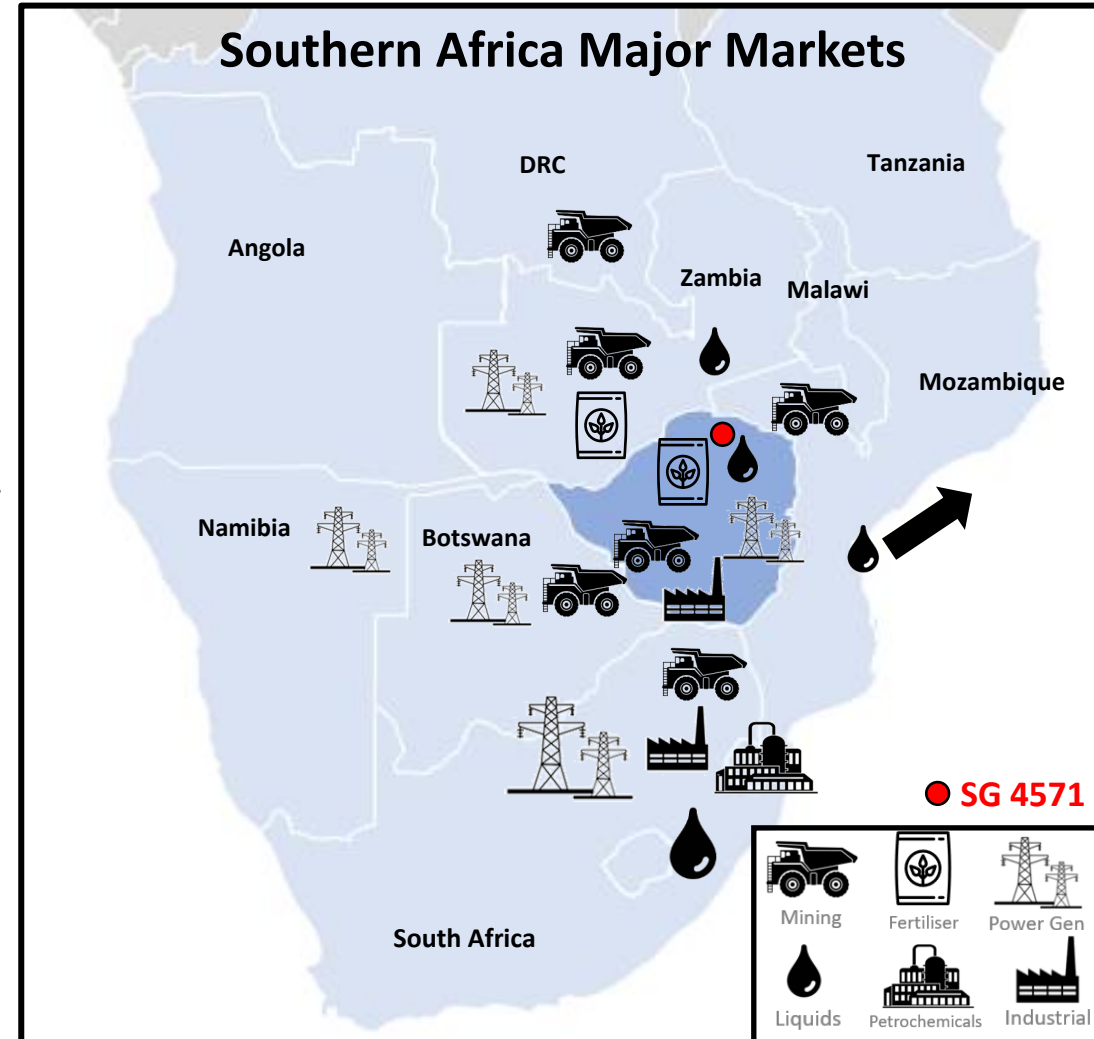 Southern Africa Major Markets
DRC
Tanzania
Angola
Zambia
Malawi
Mozambique
Namibia
Botswana
SG 4571
South Africa
Mining
Fertiliser
Power Gen
Liquids
Petrochemicals
Industrial